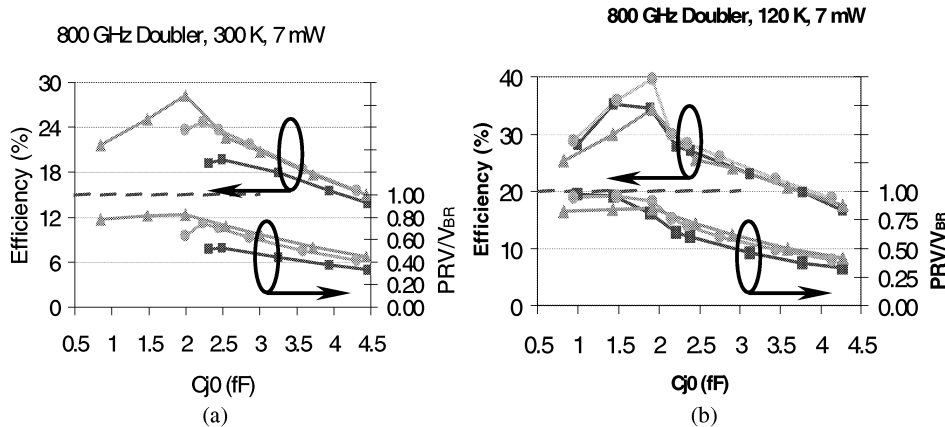 800 GHz Doubler, 300 K, 7 mW
Efficiency (%)
30
24
18
12
6
0
1.00
0.80
0.60
0.40
0.20
0.00
PRV/VBR
0.5 1 1.5 2 2.5 3 3.5 4 4.5
Cj0 (fF)
(a)
800 GHz Doubler, 120 K, 7 mW
Efficiency (%)
40
30
20
10
0
1.00
0.75
0.50
0.25
0.00
PRV/VBR
0.5 1 1.5 2 2.5 3 3.5 4 4.5
Cj0 (fF)
(b)